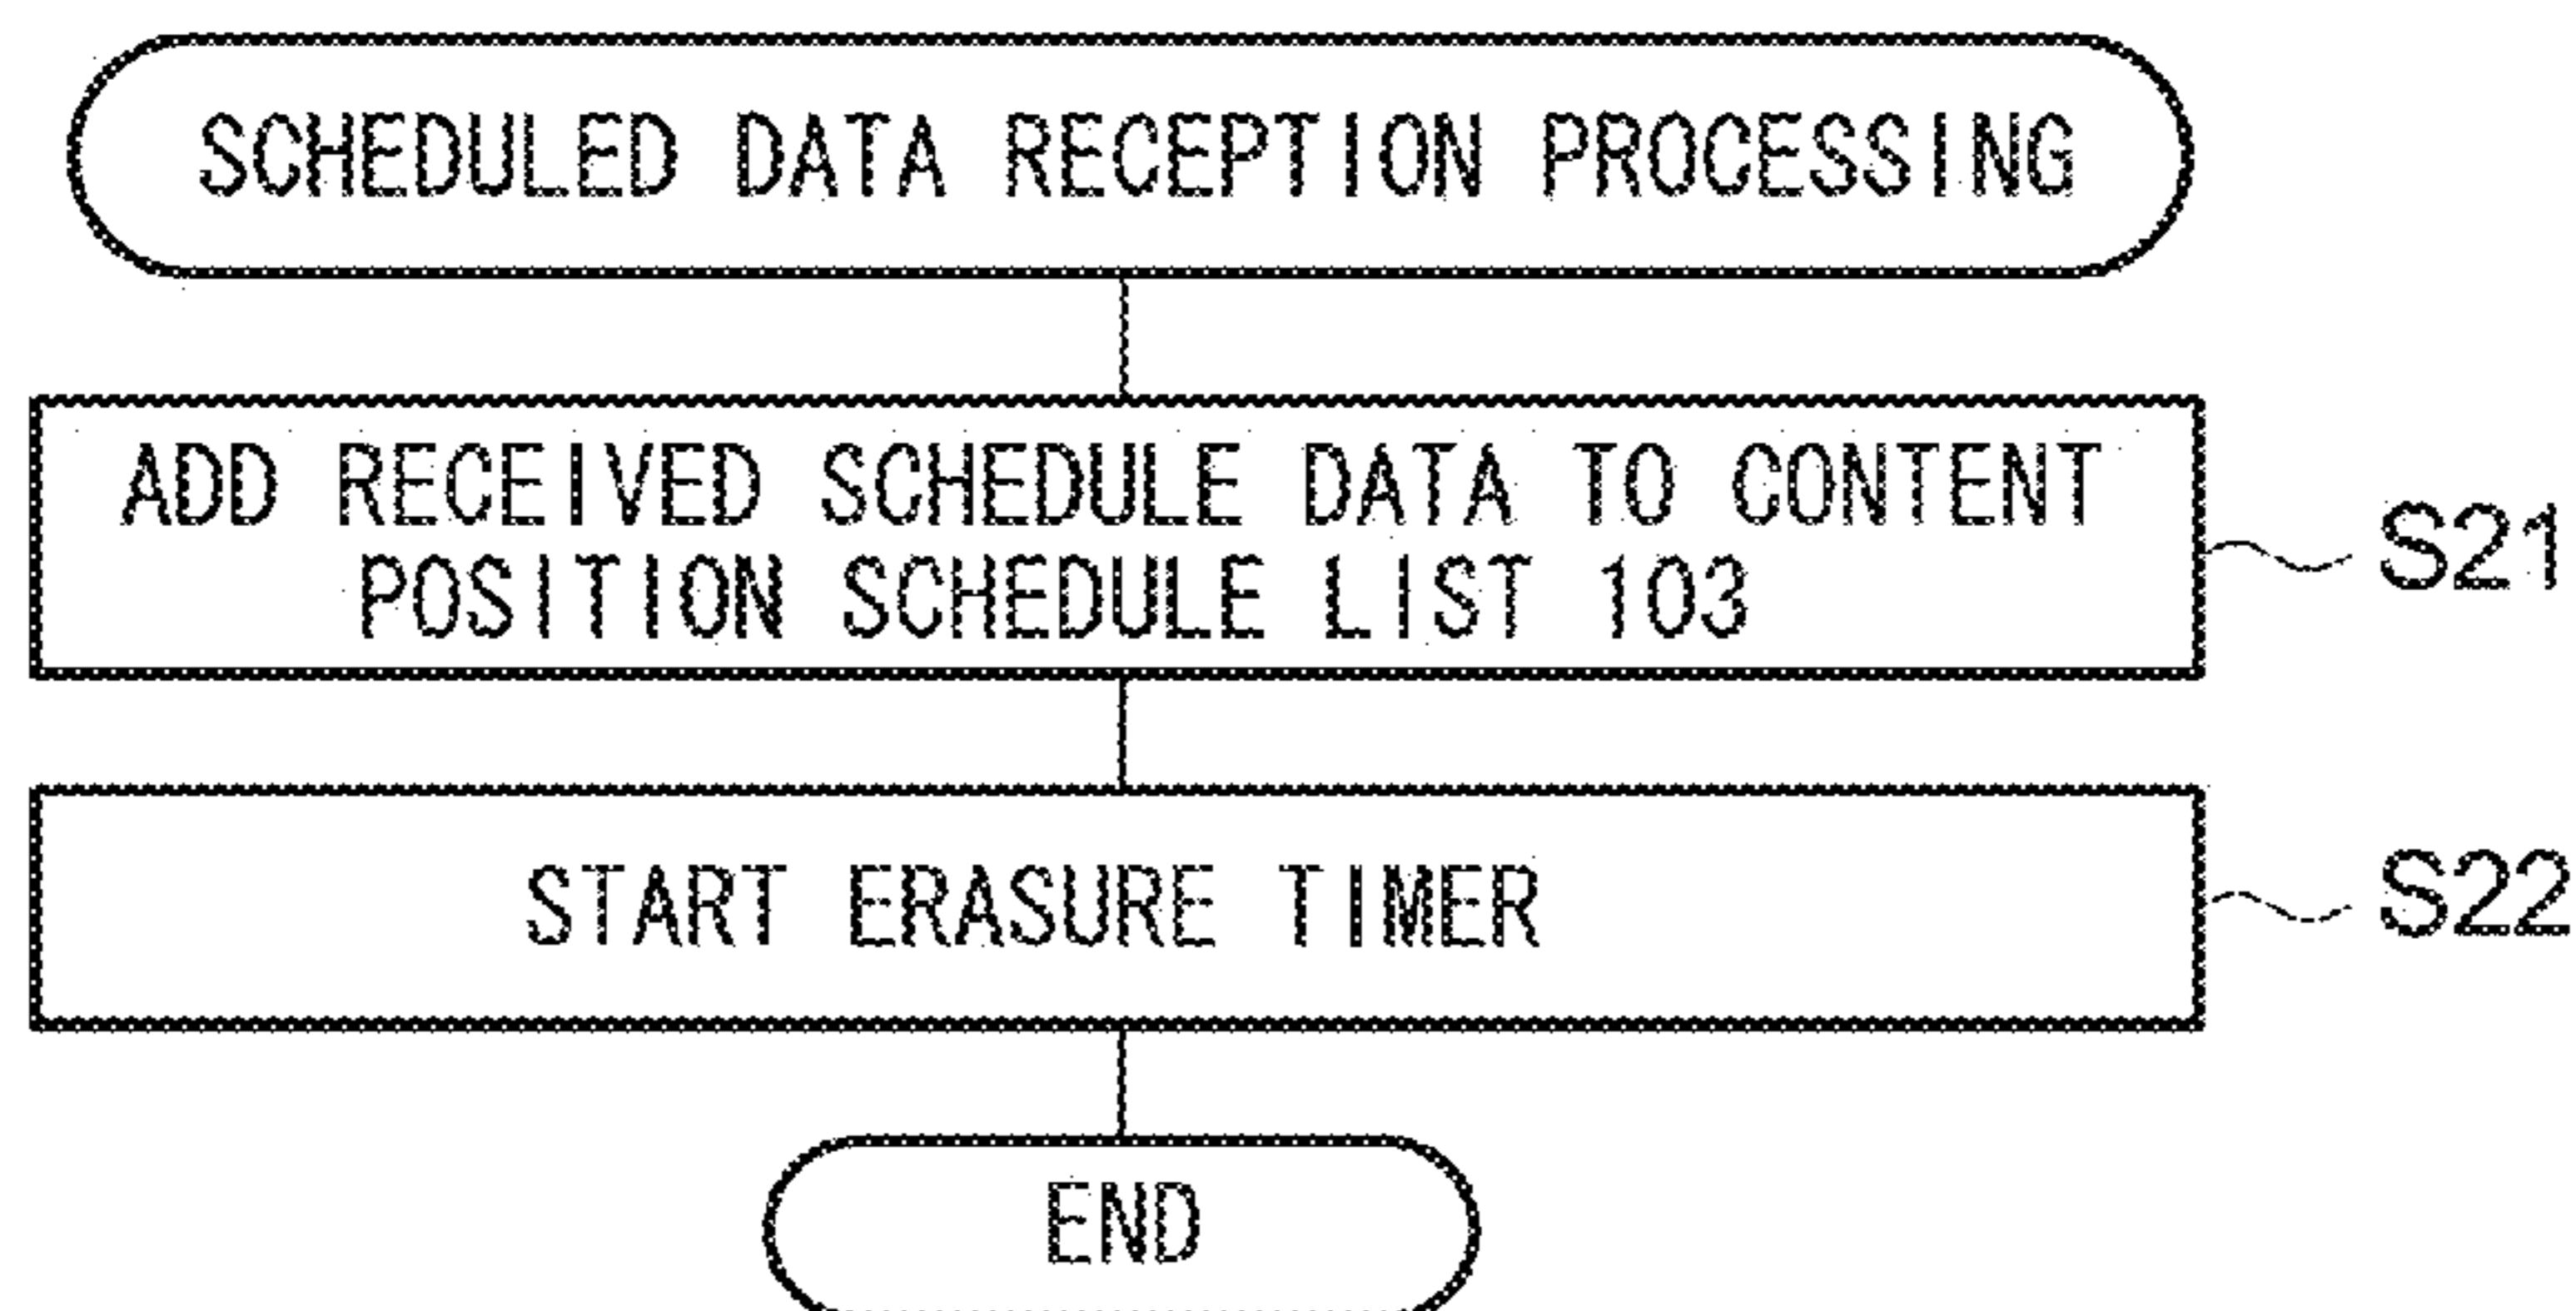 SCHEDULED DATA RECEPTION PROCESSING
ADD RECEIVED SCHEDULE DATA TO CONTENT
POSITION SCHEDULE LIST 103
S21
START ERASURE TIMER
S22
END